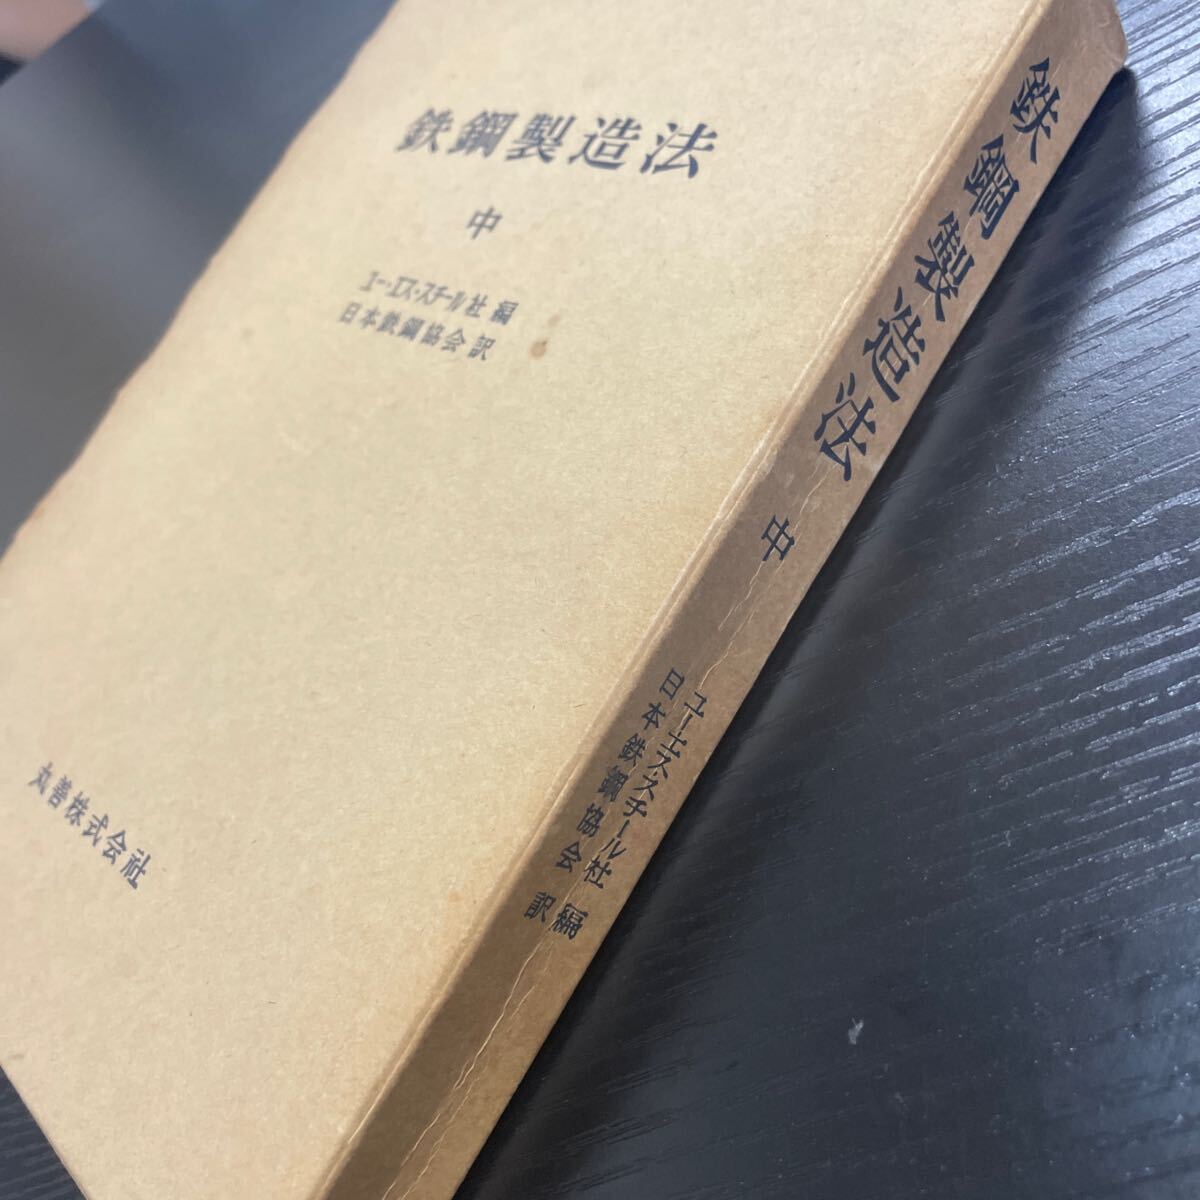 鉄鋼製造法
中
ユー・エス・スチール社 編
日本鉄鋼協会 訳
丸善株式会社
鉄鋼製造法
中
ユーエススチール社 編
日本鉄鋼協会 訳